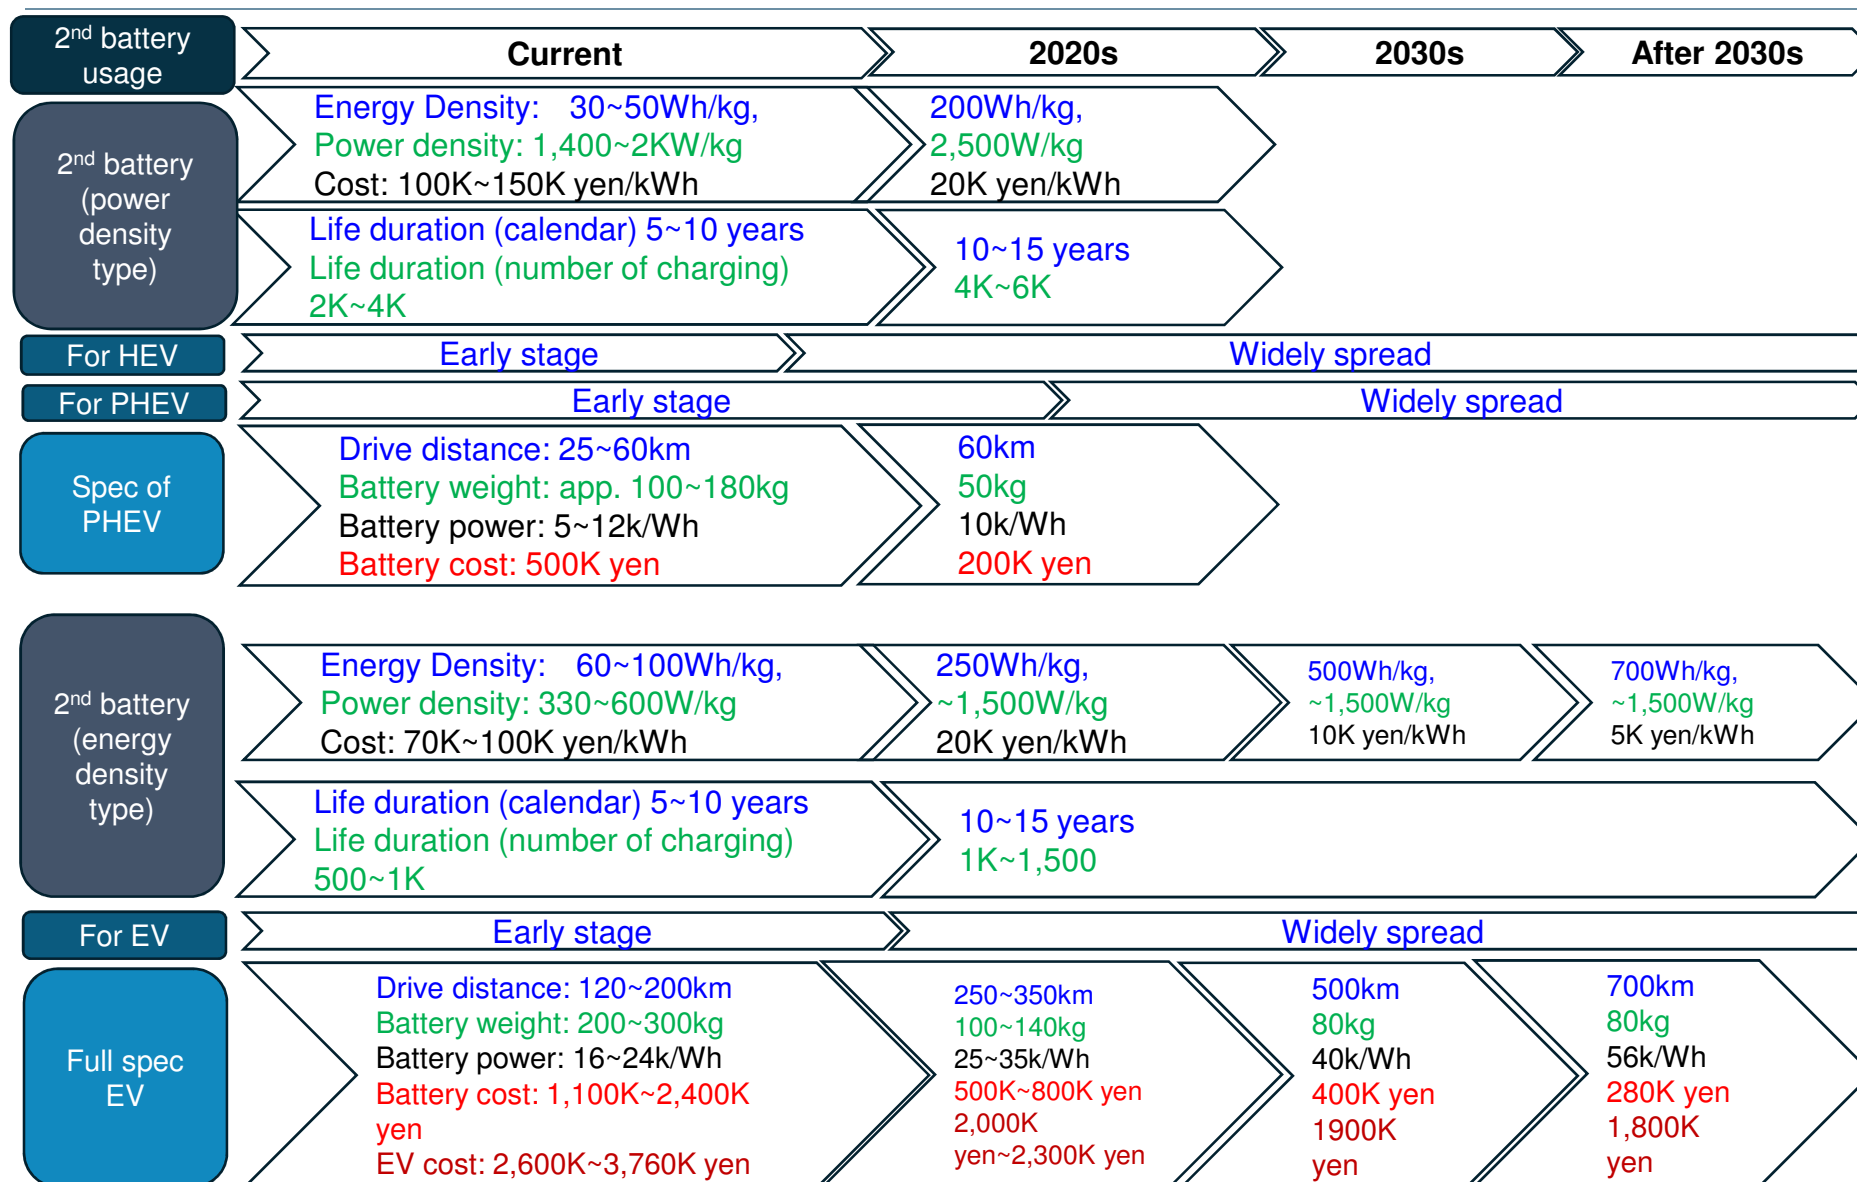 2nd battery
usage
Current
2020s
2030s
After 2030s
2nd battery
(power
density
type)
Energy Density: 30~50Wh/kg,
Power density: 1,400~2KW/kg
Cost: 100K~150K yen/kWh
200Wh/kg,
2,500W/kg
20K yen/kWh
Life duration (calendar) 5~10 years
Life duration (number of charging)
2K~4K
10~15 years
4K~6K
For HEV
Early stage
Widely spread
For PHEV
Early stage
Widely spread
Spec of
PHEV
Drive distance: 25~60km
Battery weight: app. 100~180kg
Battery power: 5~12k/Wh
Battery cost: 500K yen
60km
50kg
10k/Wh
200K yen
2nd battery
(energy
density
type)
Energy Density: 60~100Wh/kg,
Power density: 330~600W/kg
Cost: 70K~100K yen/kWh
250Wh/kg,
~1,500W/kg
20K yen/kWh
500Wh/kg,
~1,500W/kg
10K yen/kWh
700Wh/kg,
~1,500W/kg
5K yen/kWh
Life duration (calendar) 5~10 years
Life duration (number of charging)
500~1K
10~15 years
1K~1,500
For EV
Early stage
Widely spread
Full spec
EV
Drive distance: 120~200km
Battery weight: 200~300kg
Battery power: 16~24k/Wh
Battery cost: 1,100K~2,400K
yen
EV cost: 2,600K~3,760K yen
250~350km
100~140kg
25~35k/Wh
500K~800K yen
2,000K
yen~2,300K yen
500km
80kg
40k/Wh
400K yen
1900K
yen
700km
80kg
56k/Wh
280K yen
1,800K
yen